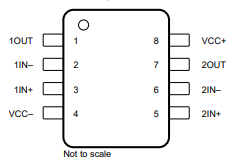 1OUT 1 8 VCC+
1IN– 2 7 2OUT
1IN+ 3 6 2IN–
VCC– 4 5 2IN+
Not to scale